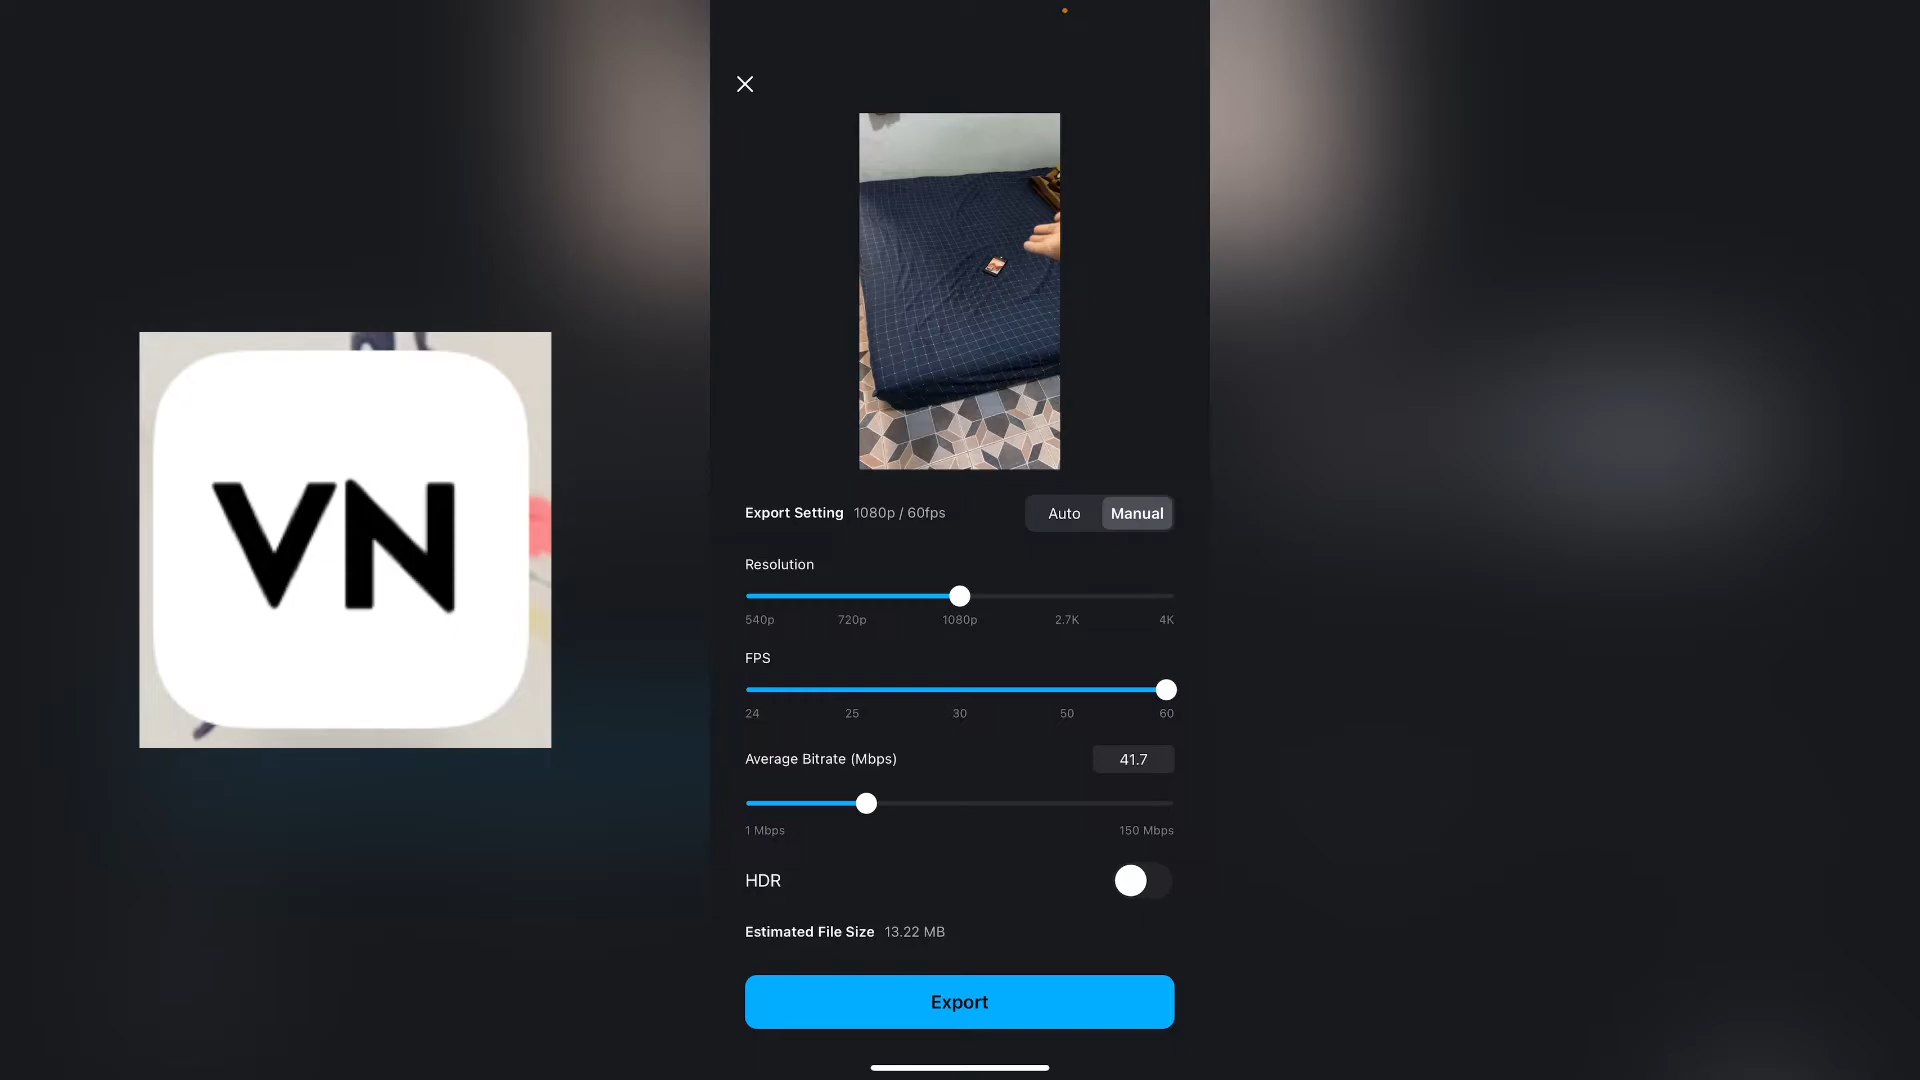 VN
Export Setting 1080p / 60fps Auto Manual
Resolution
540p 720p 1080p 2.7K 4K
FPS
24 25 30 50 60
Average Bitrate (Mbps) 41.7
1 Mbps 150 Mbps
HDR
Estimated File Size 13.22 MB
Export